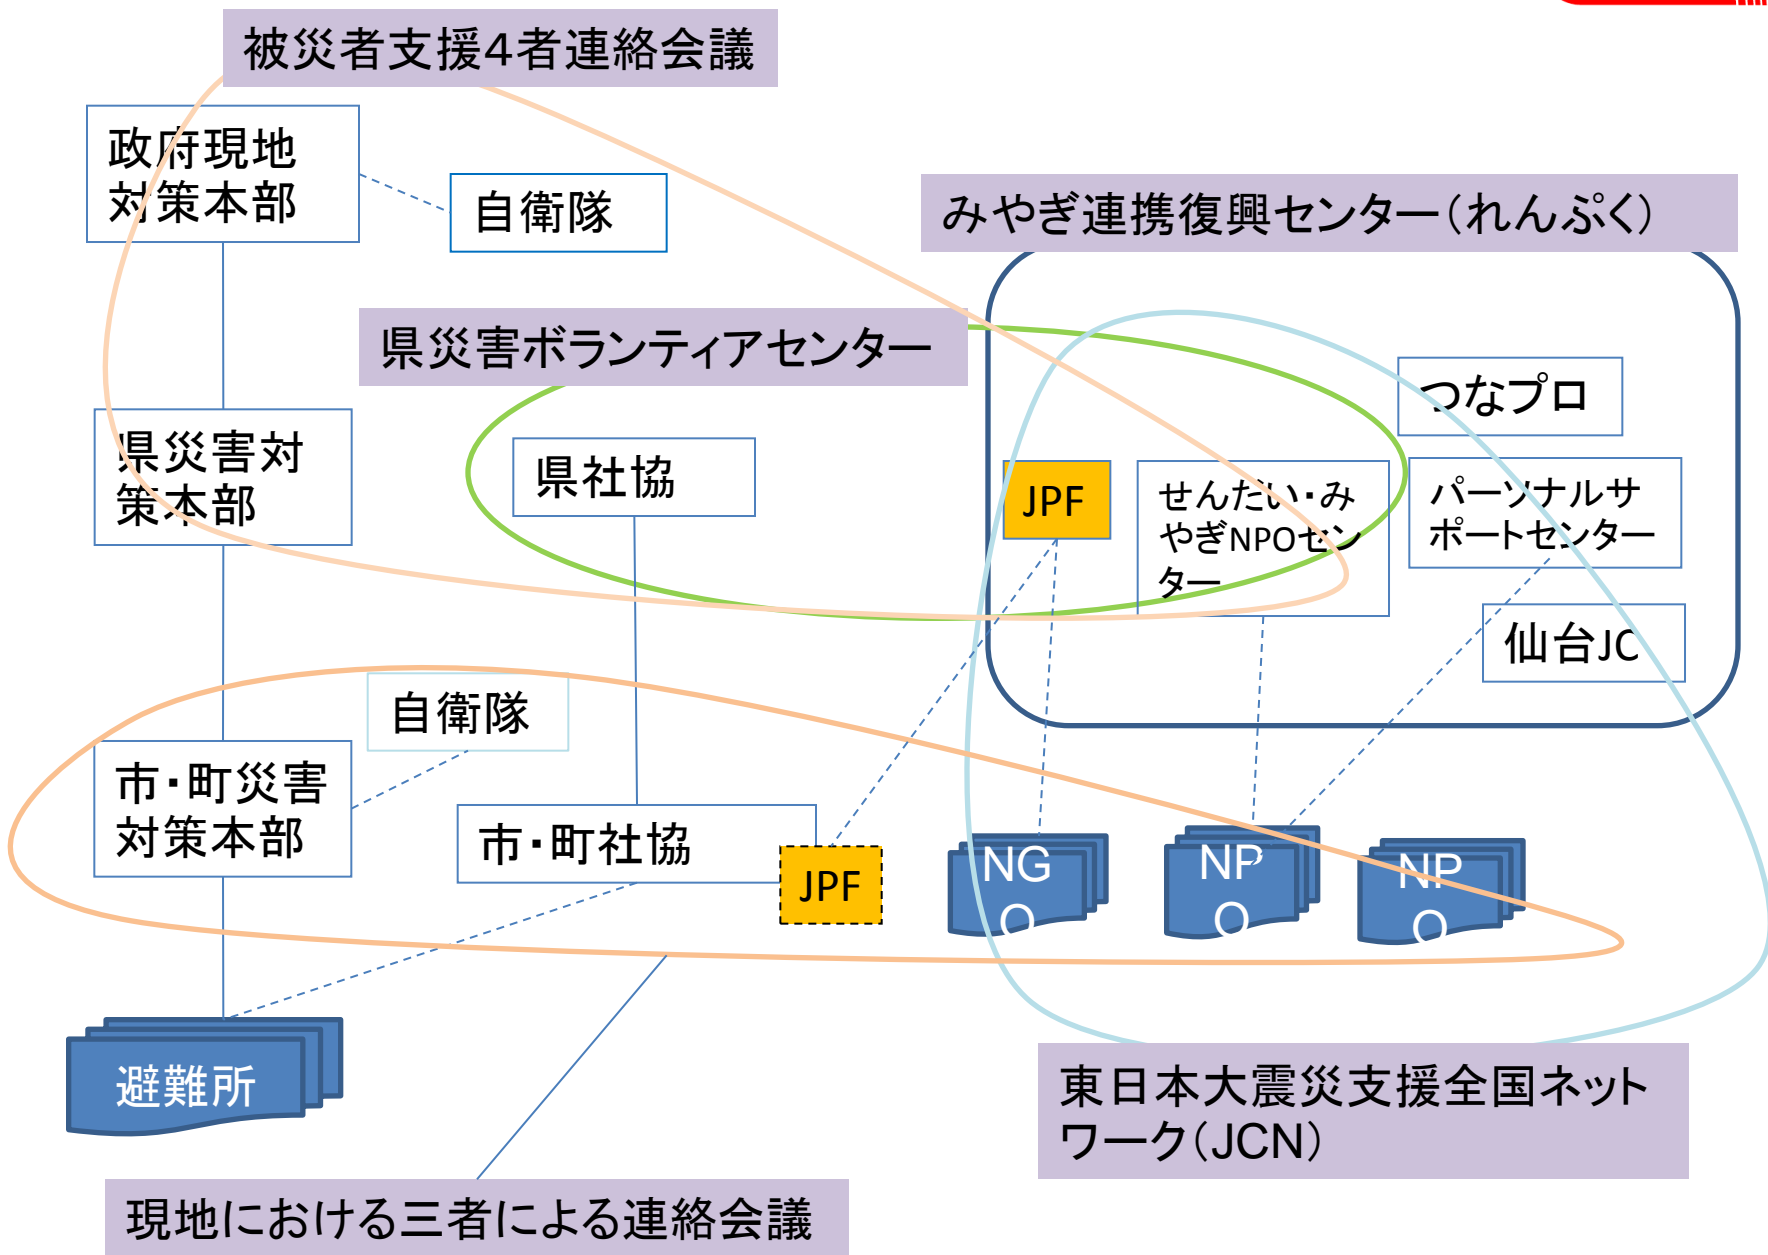 被災者支援4者連絡会議
政府現地
対策本部
自衛隊
みやぎ連携復興センター（れんぷく）
県災害ボランティアセンター
つなプロ
県災害対
策本部
県社協
JPF
せんたい・み
やぎNPOセン
ター
パーソナルサ
ポートセンター
仙台JC
自衛隊
市・町災害
対策本部
市・町社協
JPF
NG
O
NP
O
NP
O
避難所
東日本大震災支援全国ネット
ワーク（JCN）
現地における三者による連絡会議